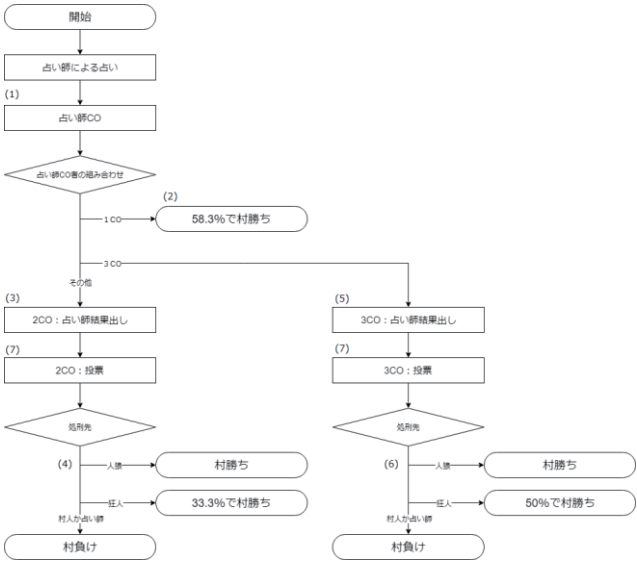 開始
占い師による占い
(1)
占い師CO
占い師CO者の組み合わせ
(2)
1 CO
58.3%で村勝ち
3 CO
その他
(3)
2CO:占い師結果出し
(5)
3CO:占い師結果出し
(7)
2CO:投票
(7)
3CO:投票
処刑先
処刑先
(4)
人狼
村勝ち
(6)
人狼
村勝ち
狂人
33.3%で村勝ち
狂人
50%で村勝ち
村人か占い師
村人か占い師
村負け
村負け